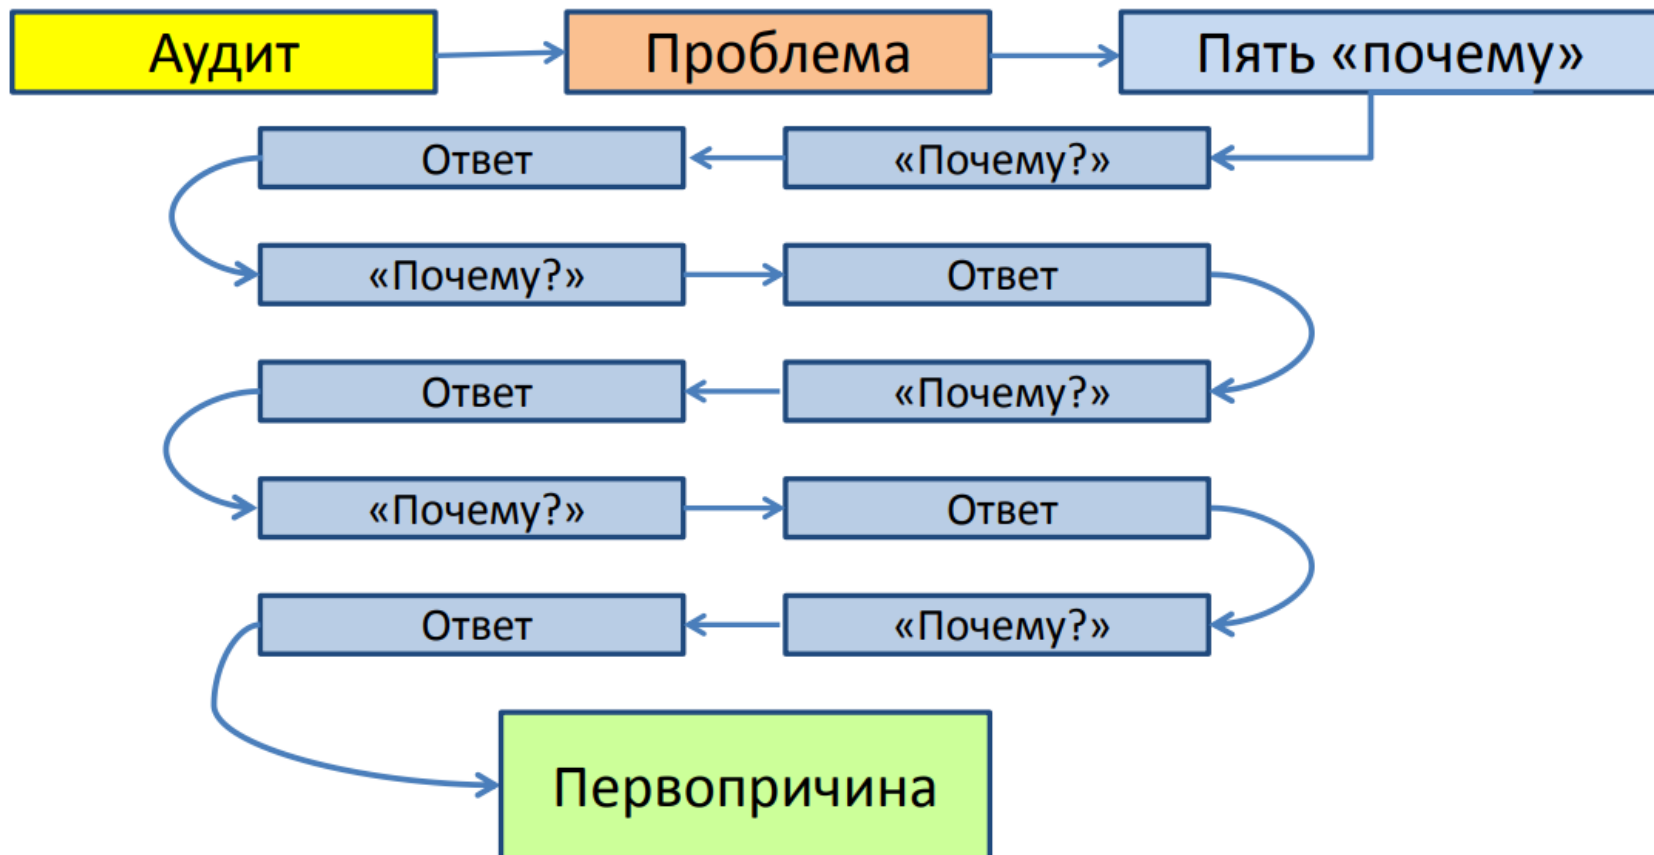 Аудит
Проблема
Пять «почему»
Ответ
«Почему?»
«Почему?»
Ответ
Ответ
«Почему?»
«Почему?»
Ответ
Ответ
«Почему?»
Первопричина